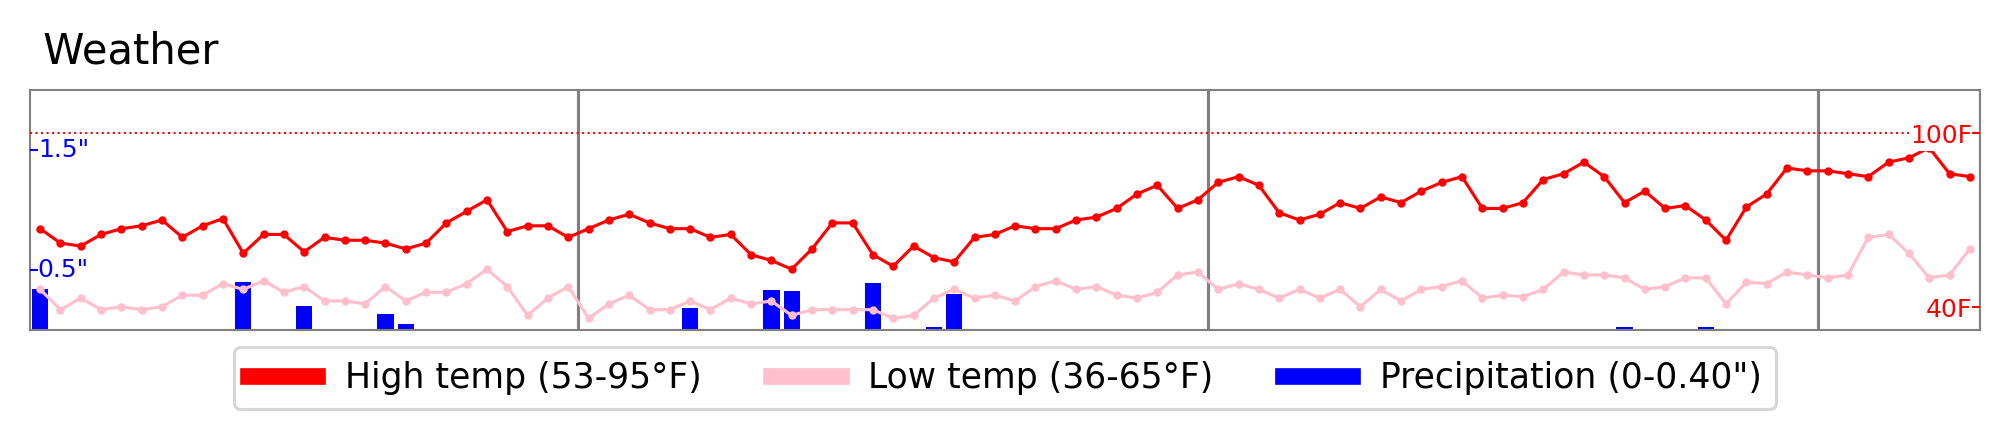 Weather
1.5"
100F
0.5"
40F
High temp (53-95°F) Low temp (36-65°F) Precipitation (0-0.40")